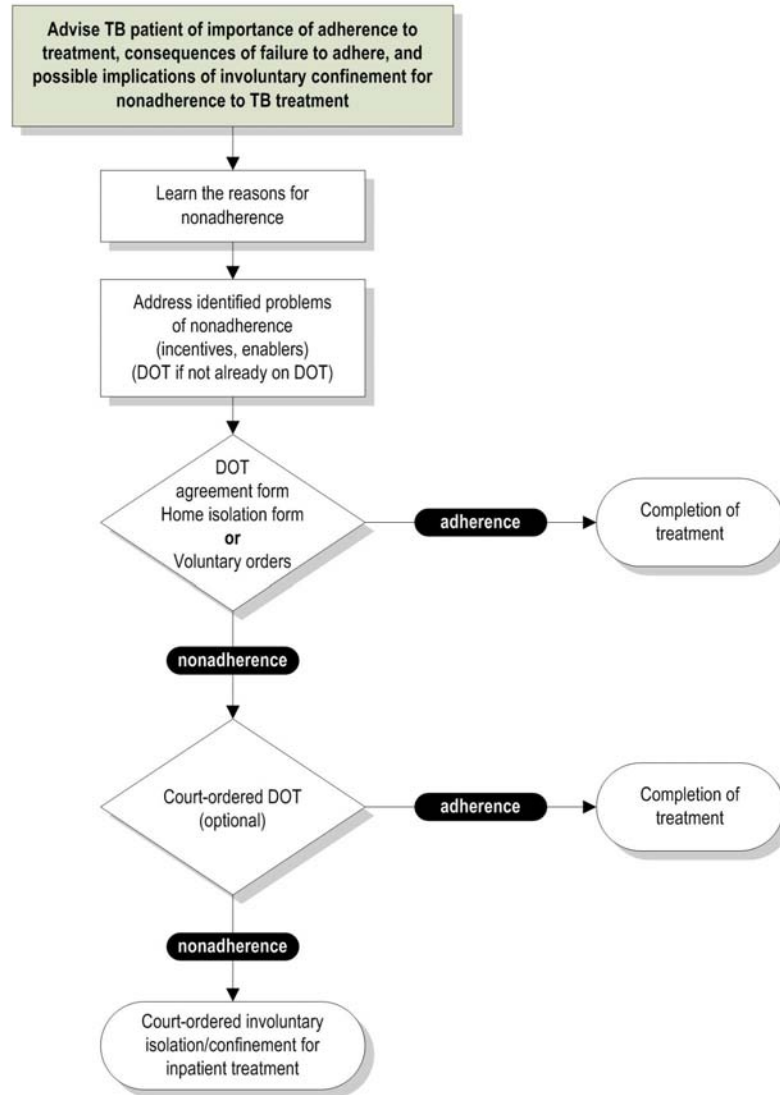 Advise TB patient of importance of adherence to
treatment, consequences of failure to adhere, and
possible implications of involuntary confinement for
nonadherence to TB treatment
Learn the reasons for
nonadherence
Address identified problems
of nonadherence
(incentives, enablers)
(DOT if not already on DOT)
DOT
agreement form
Home isolation form
or
Voluntary orders
adherence
Completion of
treatment
nonadherence
Court-ordered DOT
(optional)
adherence
Completion of
treatment
nonadherence
Court-ordered involuntary
isolation/confinement for
inpatient treatment